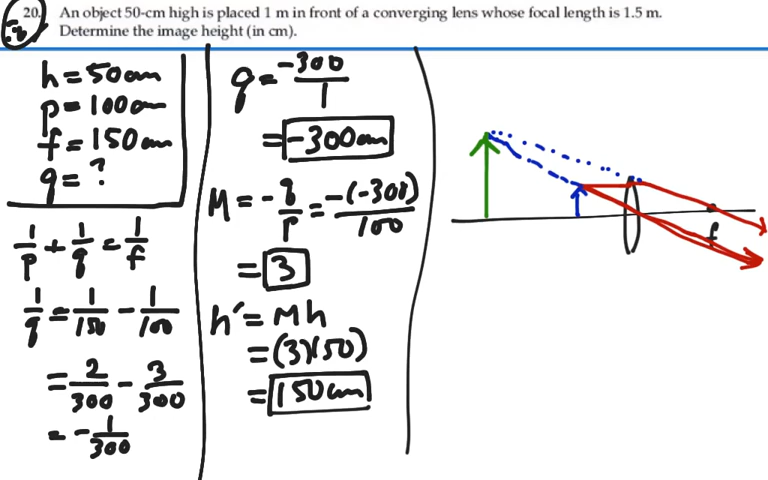 20. An object 50-cm high is placed 1 m in front of a converging lens whose focal length is 1.5 m.
Determine the image height (in cm).
h = 50cm
p = 100cm
f = 150cm
q = ?
1/p + 1/q = 1/f
1/q = 1/150 - 1/100
= 2/300 - 3/300
= - 1/300
q = -300/1
= -300cm
M = - q/p = -(-300)/100
= 3
h' = Mh
= (3)(50)
= 150cm
f